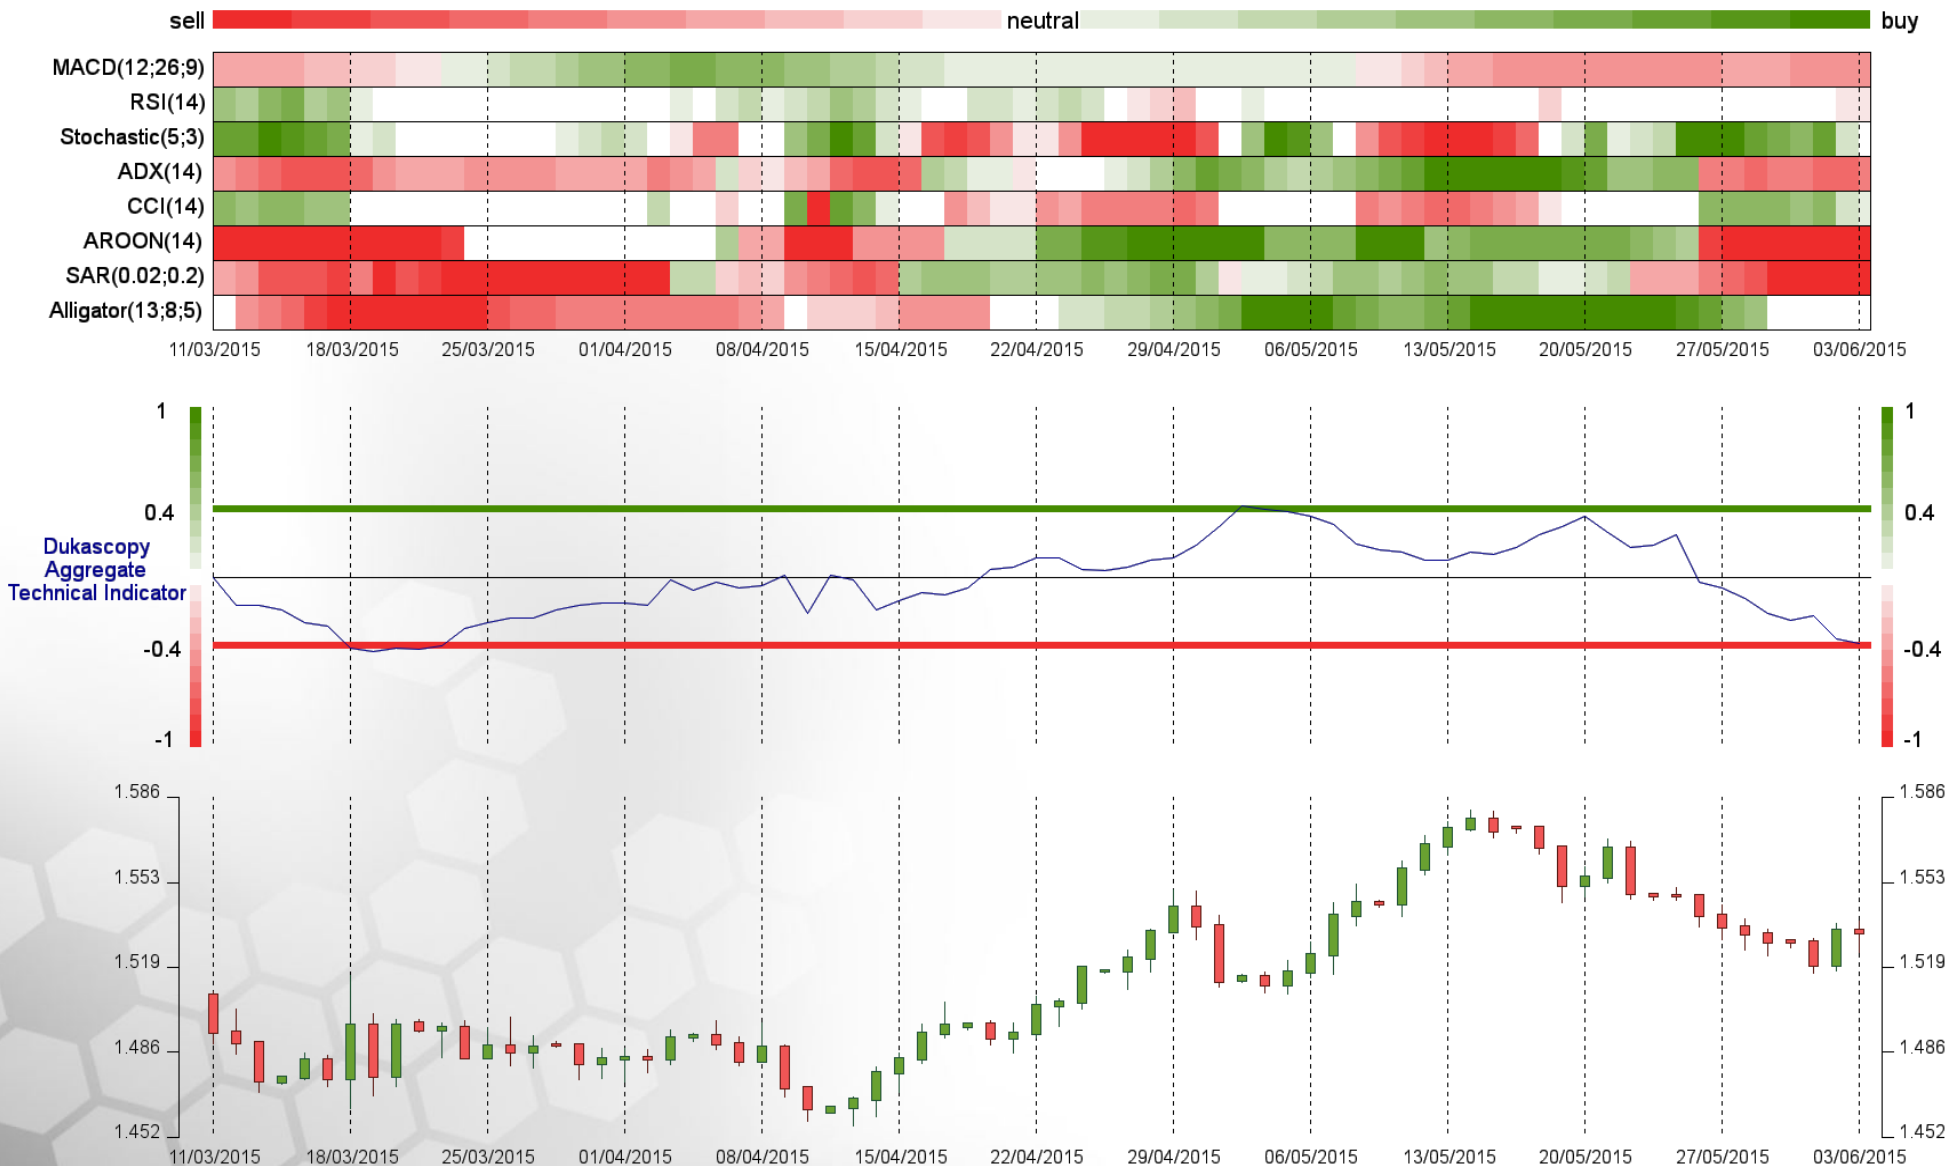 sell neutral buy
MACD(12;26;9)
RSI(14)
Stochastic(5;3)
ADX(14)
CCI(14)
AROON(14)
SAR(0.02;0.2)
Alligator(13;8;5)
11/03/2015 18/03/2015 25/03/2015 01/04/2015 08/04/2015 15/04/2015 22/04/2015 29/04/2015 06/05/2015 13/05/2015 20/05/2015 27/05/2015 03/06/2015
1 1
0.4 0.4
Dukascopy
Aggregate
Technical Indicator
-0.4 -0.4
-1 -1
1.586 1.586
1.553 1.553
1.519 1.519
1.486 1.486
1.452 1.452
11/03/2015 18/03/2015 25/03/2015 01/04/2015 08/04/2015 15/04/2015 22/04/2015 29/04/2015 06/05/2015 13/05/2015 20/05/2015 27/05/2015 03/06/2015